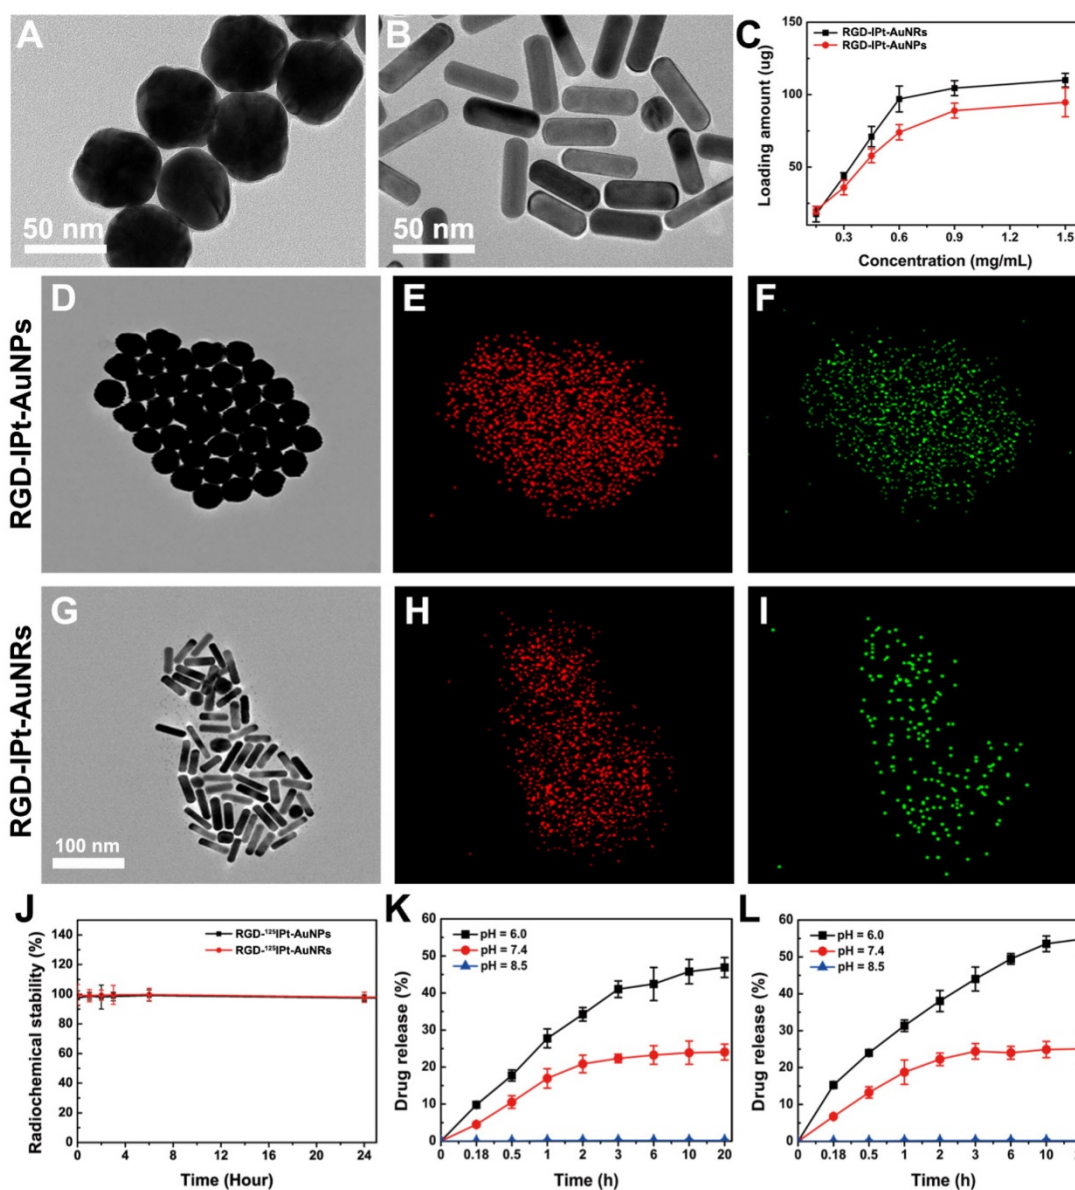 A
50 nm
B
50 nm
C
RGD-IPt-AuNRs
RGD-IPt-AuNPs
Loading amount (ug)
150
100
50
0.3 0.6 0.9 1.2 1.5
Concentration (mg/mL)
RGD-IPt-AuNPs
D
E
F
RGD-IPt-AuNRs
G
100 nm
H
I
J
RGD-¹²⁵IPt-AuNPs
RGD-¹²⁵IPt-AuNRs
Radiochemical stability (%)
140
120
100
80
60
40
20
0
0 4 8 12 16 20 24
Time (Hour)
K
pH = 6.0
pH = 7.4
pH = 8.5
Drug release (%)
60
50
40
30
20
10
0
0 0.18 0.5 1 2 3 6 10 20
Time (h)
L
pH = 6.0
pH = 7.4
pH = 8.5
Drug release (%)
60
50
40
30
20
10
0
0 0.18 0.5 1 2 3 6 10
Time (h)